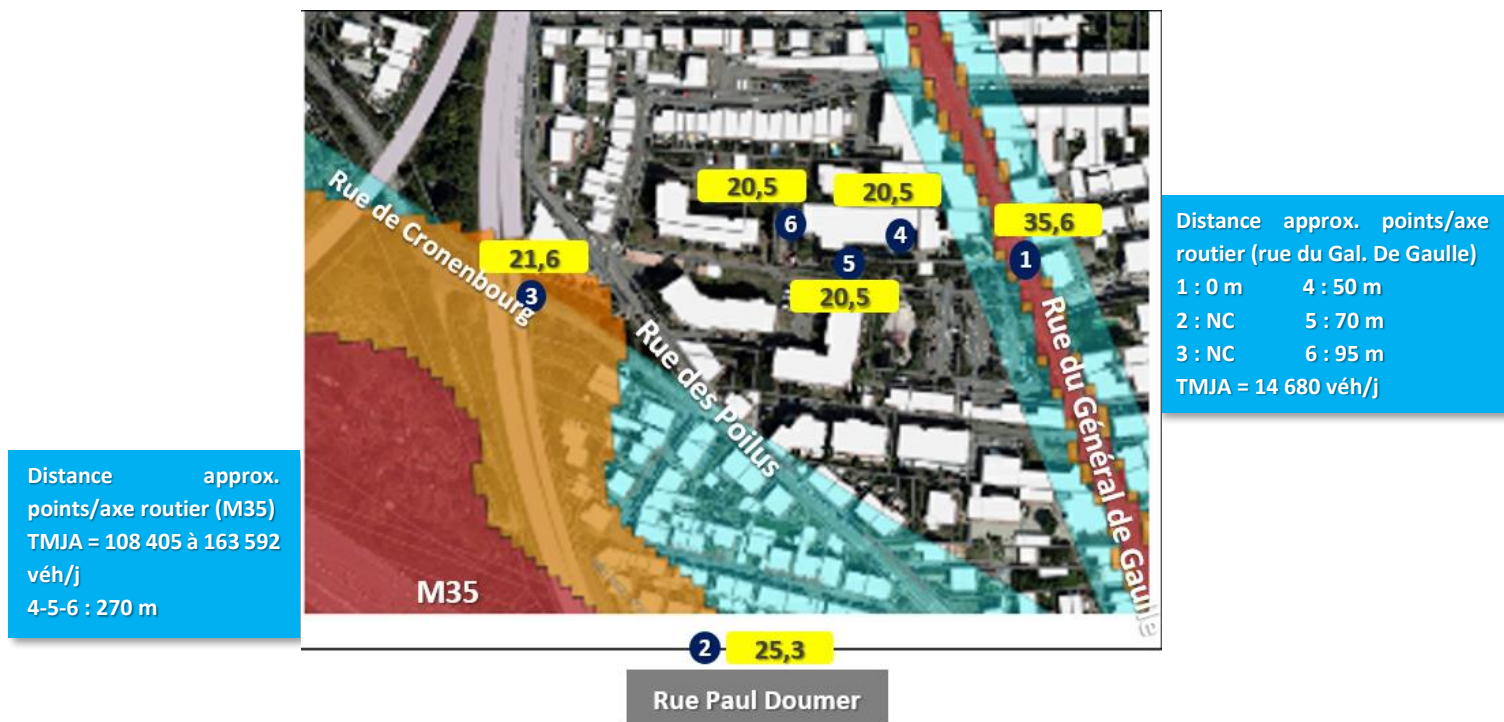 Rue de Cronenbourg
20,5
20,5
6
4
5
20,5
35,6
1
21,6
3
Rue des Poilus
Rue du Général de Gaulle
M35
2
25,3
Rue Paul Doumer
Distance approx. points/axe
routier (rue du Gal. De Gaulle)
1 : 0 m 4 : 50 m
2 : NC 5 : 70 m
3 : NC 6 : 95 m
TMJA = 14 680 véh/j
Distance approx.
points/axe routier (M35)
TMJA = 108 405 à 163 592
véh/j
4-5-6 : 270 m